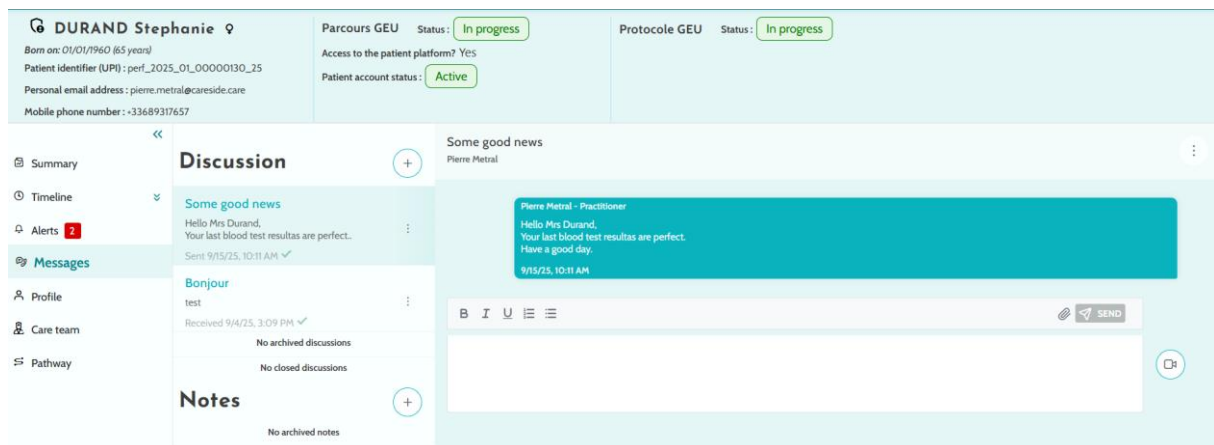 DURAND Stephanie
Born on: 01/01/1960 (65 years)
Patient identifier (UPI) : perf_2025_01_00000130_25
Personal email address : pierre.metral@careside.care
Mobile phone number : +33689317657
Parcours GEU Status : In progress
Access to the patient platform? Yes
Patient account status : Active
Protocole GEU Status : In progress
Summary
Timeline
Alerts 2
Messages
Profile
Care team
Pathway
Discussion
+
Some good news
Hello Mrs Durand,
Your last blood test resultas are perfect..
Sent 9/15/25, 10:11 AM
Bonjour
test
Received 9/4/25, 3:09 PM
No archived discussions
No closed discussions
Notes
+
No archived notes
Some good news
Pierre Metral
Pierre Metral - Practitioner
Hello Mrs Durand,
Your last blood test resultas are perfect.
Have a good day.
9/15/25, 10:11 AM
B I U
SEND